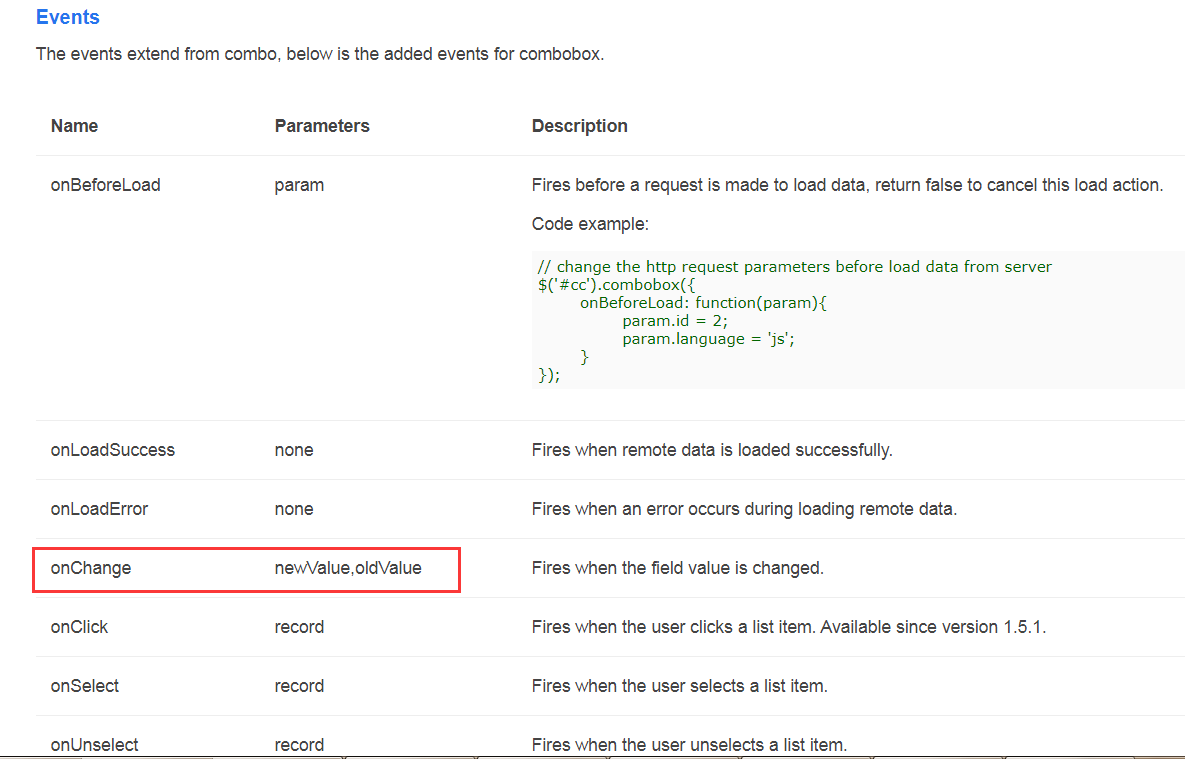 Events
The events extend from combo, below is the added events for combobox.
Name Parameters Description
onBeforeLoad param Fires before a request is made to load data, return false to cancel this load action.
Code example:
// change the http request parameters before load data from server
$('#cc').combobox({
onBeforeLoad: function(param){
param.id = 2;
param.language = 'js';
}
});
onLoadSuccess none Fires when remote data is loaded successfully.
onLoadError none Fires when an error occurs during loading remote data.
onChange newValue,oldValue Fires when the field value is changed.
onClick record Fires when the user clicks a list item. Available since version 1.5.1.
onSelect record Fires when the user selects a list item.
onUnselect record Fires when the user unselects a list item.